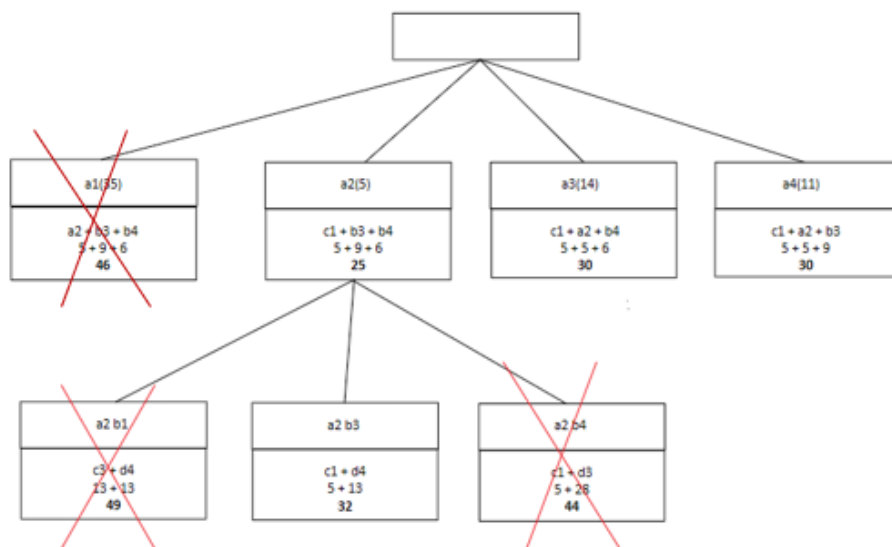 a1(35)
a2 + b3 + b4
5 + 9 + 6
46
a2(5)
c1 + b3 + b4
5 + 9 + 6
25
a3(14)
c1 + a2 + b4
5 + 5 + 6
30
a4(11)
c1 + a2 + b3
5 + 5 + 9
30
a2 b1
c3 + d4
13 + 13
49
a2 b3
c1 + d4
5 + 13
32
a2 b4
c1 + d3
5 + 28
44